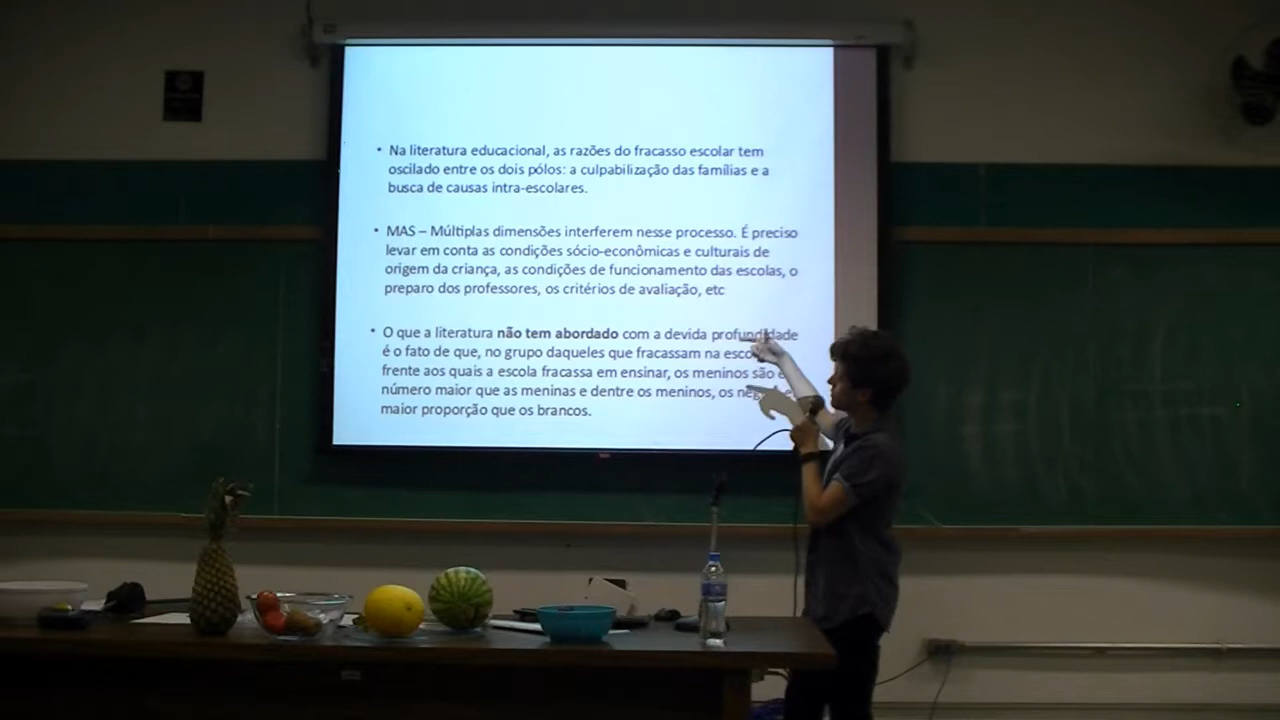 • Na literatura educacional, as razões do fracasso escolar tem
oscilado entre os dois pólos: a culpabilização das famílias e a
busca de causas intra-escolares.
• MAS – Múltiplas dimensões interferem nesse processo. É preciso
levar em conta as condições sócio-econômicas e culturais de
origem da criança, as condições de funcionamento das escolas, o
preparo dos professores, os critérios de avaliação, etc
• O que a literatura não tem abordado com a devida profundidade
é o fato de que, no grupo daqueles que fracassam na
frente aos quais a escola fracassa em ensinar, os meninos são
número maior que as meninas e dentre os meninos, os
maior proporção que os brancos.